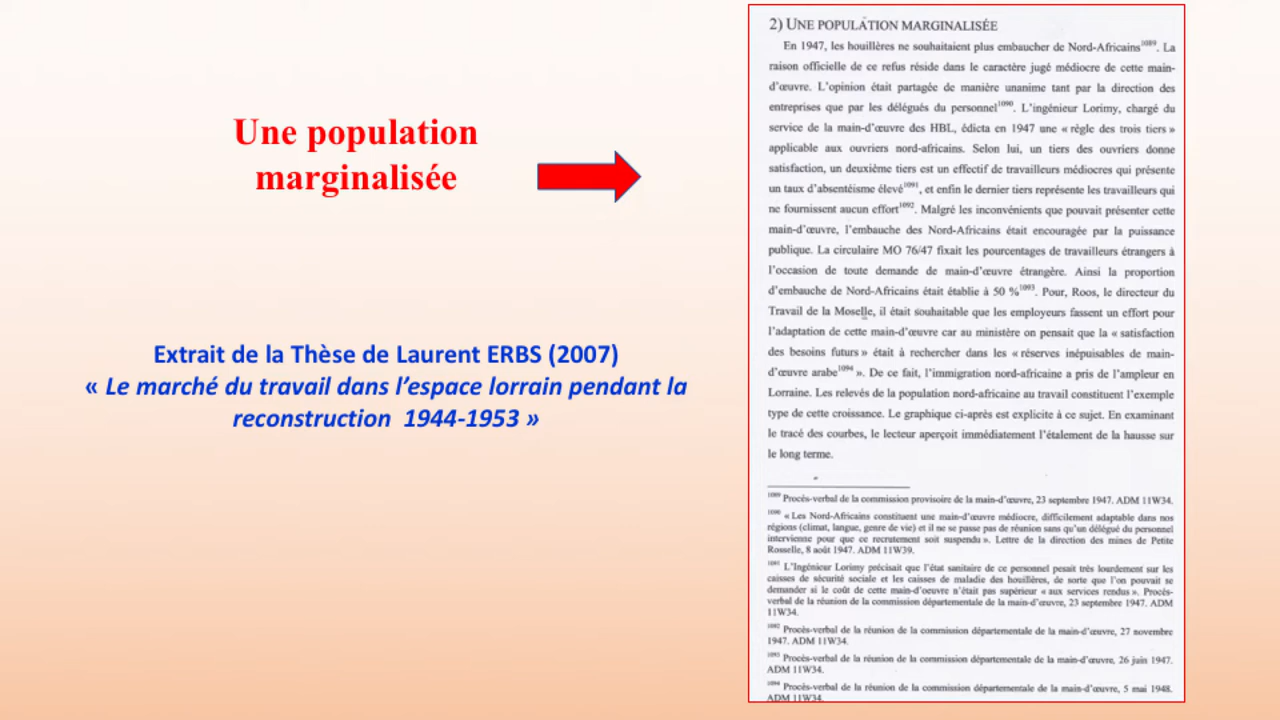 Une population
marginalisée
Extrait de la Thèse de Laurent ERBS (2007)
« Le marché du travail dans l’espace lorrain pendant la
reconstruction 1944-1953 »
2) UNE POPULATION MARGINALISÉE
En 1947, les houillères ne souhaitaient plus embaucher de Nord-Africains1089. La
raison officielle de ce refus réside dans le caractère jugé médiocre de cette main-
d’œuvre. L’opinion était partagée de manière unanime tant par la direction des
entreprises que par les délégués du personnel1090. L’ingénieur Lorimy, chargé du
service de la main-d’œuvre des HBL, édicta en 1947 une « règle des trois tiers »
applicable aux ouvriers nord-africains. Selon lui, un tiers des ouvriers donne
satisfaction, un deuxième tiers est un effectif de travailleurs médiocres qui présente
un taux d’absentéisme élevé1091, et enfin le dernier tiers représente les travailleurs qui
ne fournissent aucun effort1092. Malgré les inconvénients que pouvait présenter cette
main-d’œuvre, l’embauche des Nord-Africains était encouragée par la puissance
publique. La circulaire MO 76/47 fixait les pourcentages de travailleurs étrangers à
l’occasion de toute demande de main-d’œuvre étrangère. Ainsi la proportion
d’embauche de Nord-Africains était établie à 50 %1093. Pour, Roos, le directeur du
Travail de la Moselle, il était souhaitable que les employeurs fassent un effort pour
l’adaptation de cette main-d’œuvre car au ministère on pensait que la « satisfaction
des besoins futurs » était à rechercher dans les « réserves inépuisables de main-
d’œuvre arabe1094 ». De ce fait, l’immigration nord-africaine a pris de l’ampleur en
Lorraine. Les relevés de la population nord-africaine au travail constituent l’exemple
type de cette croissance. Le graphique ci-après est explicite à ce sujet. En examinant
le tracé des courbes, le lecteur aperçoit immédiatement l’étalement de la hausse sur
le long terme.
1089 Procès-verbal de la commission provisoire de la main-d’œuvre, 23 septembre 1947. ADM 11W34.
1090 « Les Nord-Africains constituent une main-d’œuvre médiocre, difficilement adaptable dans nos
régions (climat, langue, genre de vie) et il ne se passe pas de réunion sans qu’un délégué du personnel
intervienne pour que ce recrutement soit suspendu ». Lettre de la direction des mines de Petite
Rosselle, 8 août 1947. ADM 11W39.
1091 L’Ingénieur Lorimy précisait que l’état sanitaire de ce personnel pesait très lourdement sur les
caisses de sécurité sociale et les caisses de maladie des houillères, de sorte que l’on pouvait se
demander si le coût de cette main-d’oeuvre n’était pas supérieur « aux services rendus ». Procès-
verbal de la réunion de la commission départementale de la main-d’œuvre, 23 septembre 1947. ADM
11W34.
1092 Procès-verbal de la réunion de la commission départementale de la main-d’œuvre, 27 novembre
1947. ADM 11W34.
1093 Procès-verbal de la réunion de la commission départementale de la main-d’œuvre, 26 juin 1947.
ADM 11W34.
1094 Procès-verbal de la réunion de la commission départementale de la main-d’œuvre, 5 mai 1948.
ADM 11W34.